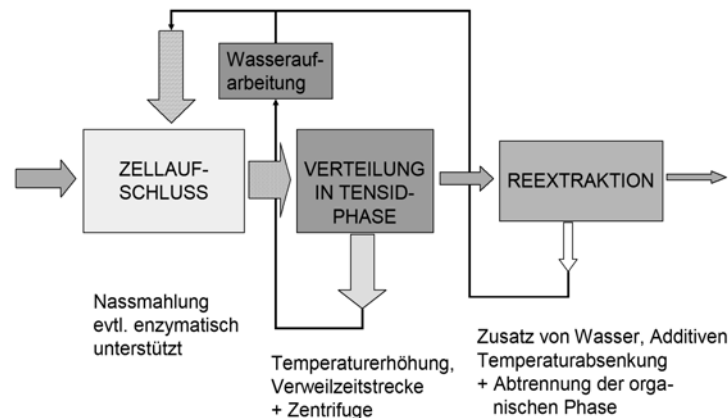 Wasserauf-
arbeitung
ZELLAUF-
SCHLUSS
VERTEILUNG
IN TENSID-
PHASE
REEXTRAKTION
Nassmahlung
evtl. enzymatisch
unterstützt
Temperaturerhöhung,
Verweilzeitstrecke
+ Zentrifuge
Zusatz von Wasser, Additiven
Temperaturabsenkung
+ Abtrennung der orga-
nischen Phase